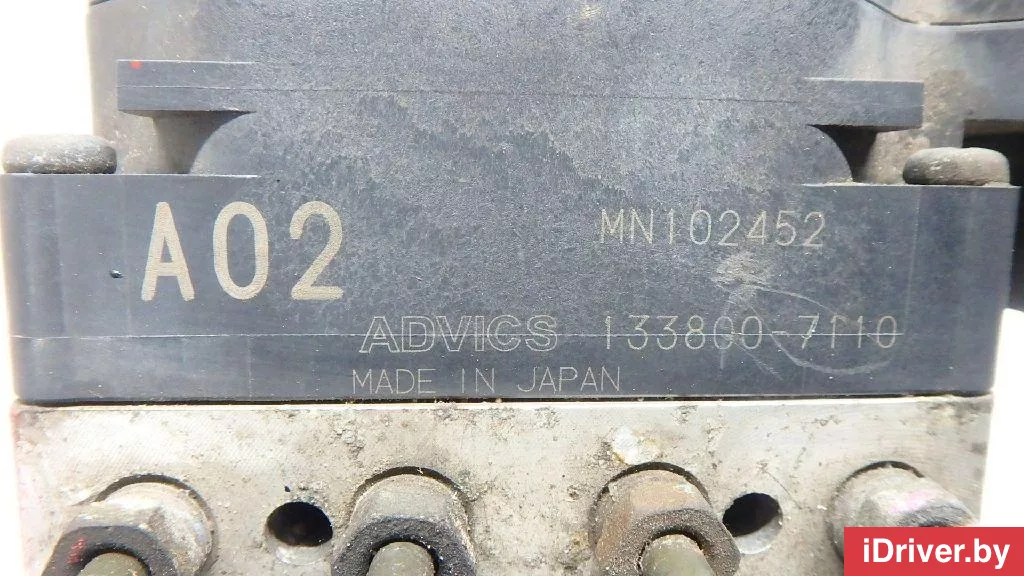 A02 MN102452
ADVICS 133800-7110
MADE IN JAPAN
iDriver.by